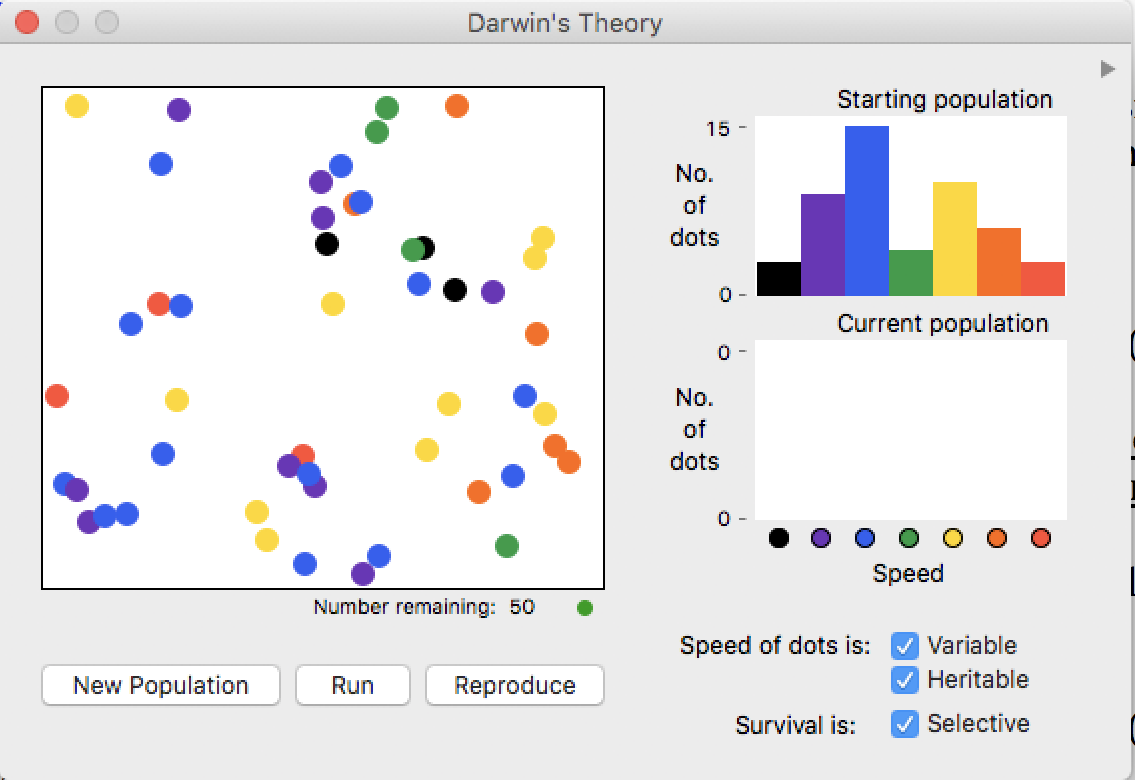 Darwin's Theory
Starting population
15
No.
of
dots
0
Current population
0
No.
of
dots
0
Speed
Number remaining: 50
Speed of dots is:
Variable
Heritable
Survival is:
Selective
New Population
Run
Reproduce